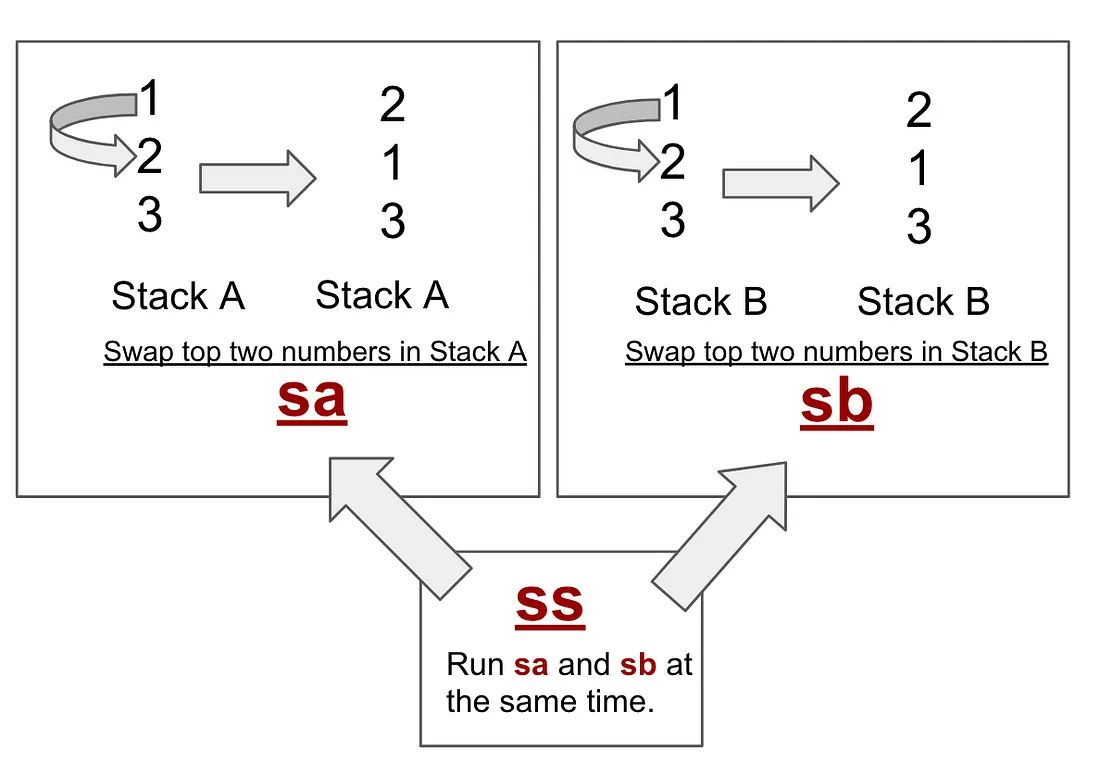 1
2
3
2
1
3
Stack A
Stack A
Swap top two numbers in Stack A
sa
1
2
3
2
1
3
Stack B
Stack B
Swap top two numbers in Stack B
sb
ss
Run sa and sb at
the same time.